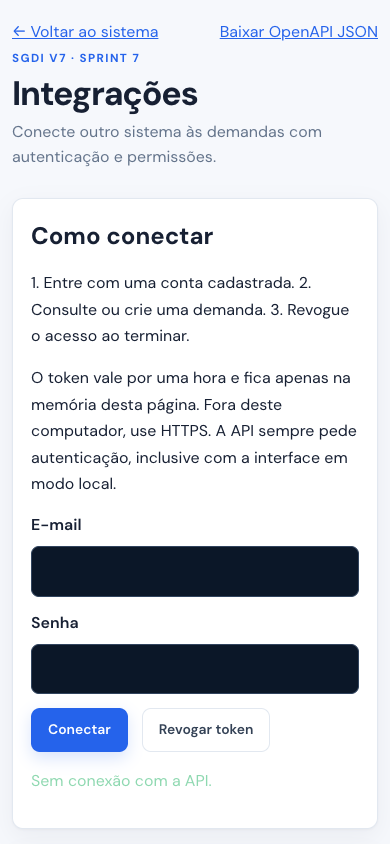 ← Voltar ao sistema
Baixar OpenAPI JSON
SGDI V7 · SPRINT 7
Integrações
Conecte outro sistema às demandas com
autenticação e permissões.
Como conectar
1. Entre com uma conta cadastrada. 2.
Consulte ou crie uma demanda. 3. Revogue
o acesso ao terminar.
O token vale por uma hora e fica apenas na
memória desta página. Fora deste
computador, use HTTPS. A API sempre pede
autenticação, inclusive com a interface em
modo local.
E-mail
Senha
Conectar
Revogar token
Sem conexão com a API.